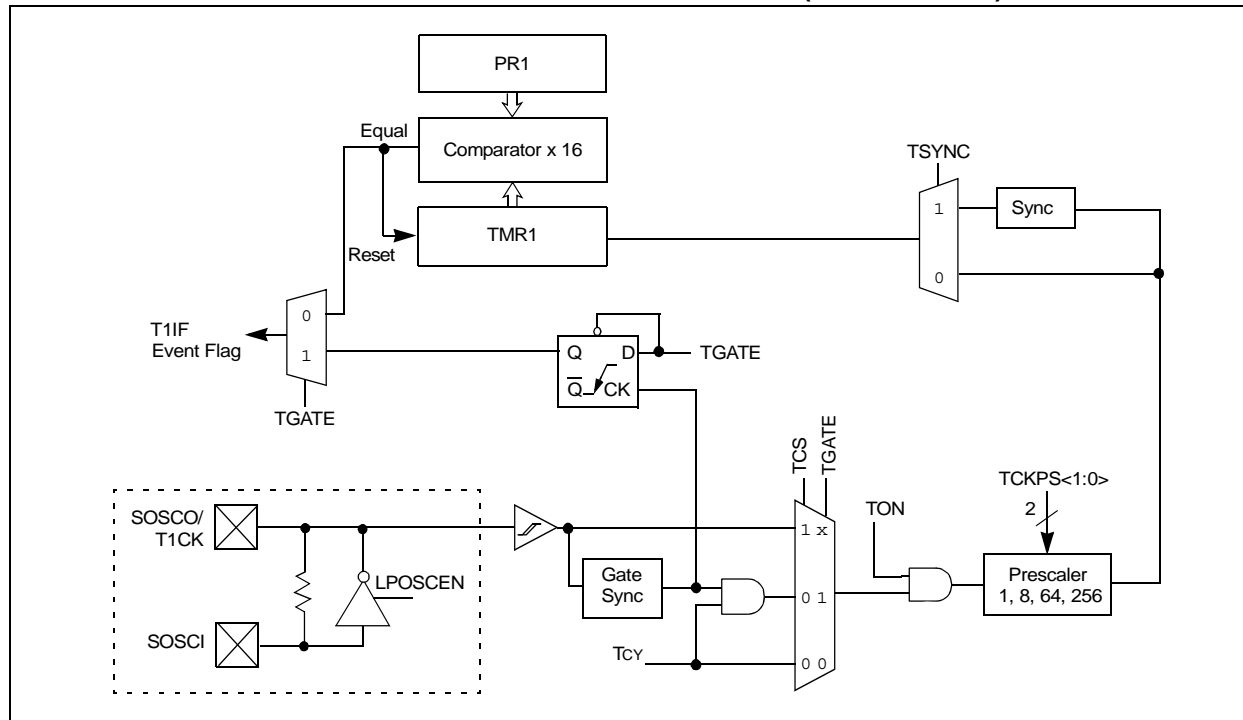 PR1
Equal
Comparator x 16
TSYNC
1
Sync
Reset
TMR1
0
T1IF
Event Flag
0
1
Q
D
TGATE
Q
CK
TGATE
TCS
TGATE
TCKPS<1:0>
2
SOSCO/
T1CK
TON
1 x
LPOSCEN
Gate
Sync
0 1
Prescaler
1, 8, 64, 256
SOSCI
TCY
0 0